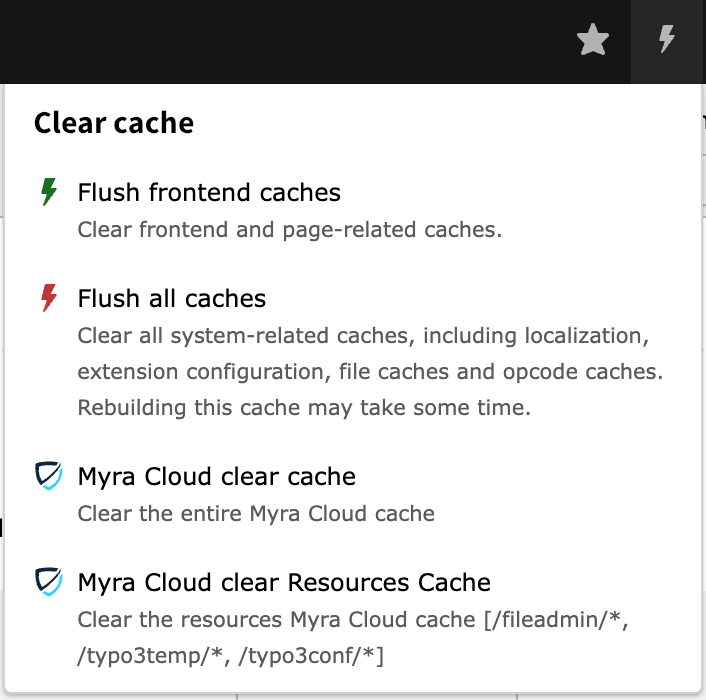 Clear cache
Flush frontend caches
Clear frontend and page-related caches.
Flush all caches
Clear all system-related caches, including localization,
extension configuration, file caches and opcode caches.
Rebuilding this cache may take some time.
Myra Cloud clear cache
Clear the entire Myra Cloud cache
Myra Cloud clear Resources Cache
Clear the resources Myra Cloud cache [/fileadmin/*,
/typo3temp/*, /typo3conf/*]